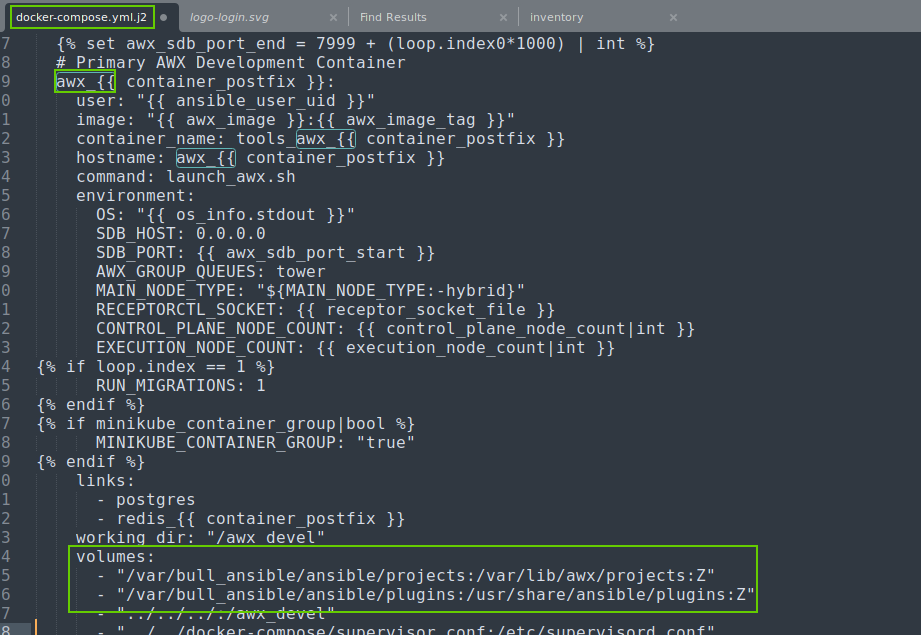 docker-compose.yml.j2 logo-login.svg Find Results inventory
7 {% set awx_sdb_port_end = 7999 + (loop.index0*1000) | int %}
8 # Primary AWX Development Container
9 awx_{{ container_postfix }}:
0 user: "{{ ansible_user_uid }}"
1 image: "{{ awx_image }}:{{ awx_image_tag }}"
2 container_name: tools_awx_{{ container_postfix }}
3 hostname: awx_{{ container_postfix }}
4 command: launch_awx.sh
5 environment:
6 OS: "{{ os_info.stdout }}"
7 SDB_HOST: 0.0.0.0
8 SDB_PORT: {{ awx_sdb_port_start }}
9 AWX_GROUP_QUEUES: tower
0 MAIN_NODE_TYPE: "${MAIN_NODE_TYPE:-hybrid}"
1 RECEPTORCTL_SOCKET: {{ receptor_socket_file }}
2 CONTROL_PLANE_NODE_COUNT: {{ control_plane_node_count|int }}
3 EXECUTION_NODE_COUNT: {{ execution_node_count|int }}
4 {% if loop.index == 1 %}
5 RUN_MIGRATIONS: 1
6 {% endif %}
7 {% if minikube_container_group|bool %}
8 MINIKUBE_CONTAINER_GROUP: "true"
9 {% endif %}
0 links:
1 - postgres
2 - redis_{{ container_postfix }}
3 working_dir: "/awx_devel"
4 volumes:
5 - "/var/bull_ansible/ansible/projects:/var/lib/awx/projects:Z"
6 - "/var/bull_ansible/ansible/plugins:/usr/share/ansible/plugins:Z"
7 - "../../../:/awx_devel"
8 - "../../docker-compose/supervisor.conf:/etc/supervisord.conf"